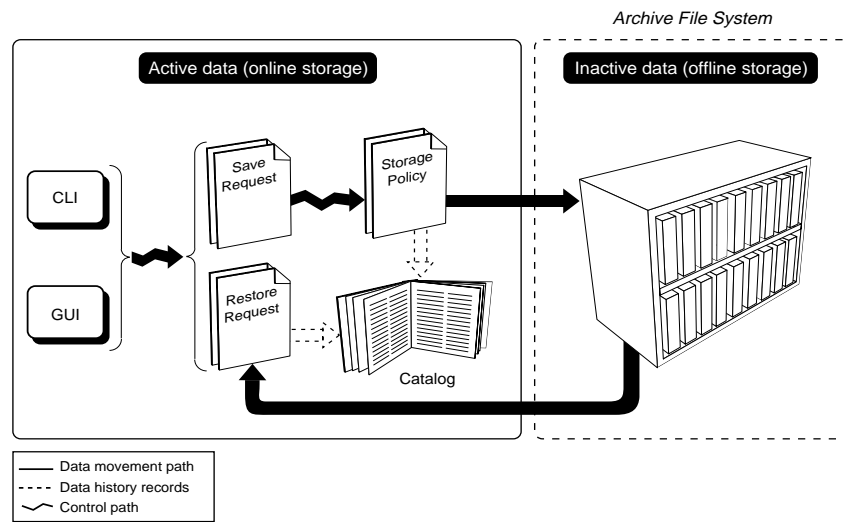 Archive File System
Active data (online storage)
Inactive data (offline storage)
CLI
GUI
Save
Request
Storage
Policy
Restore
Request
Catalog
Data movement path
Data history records
Control path